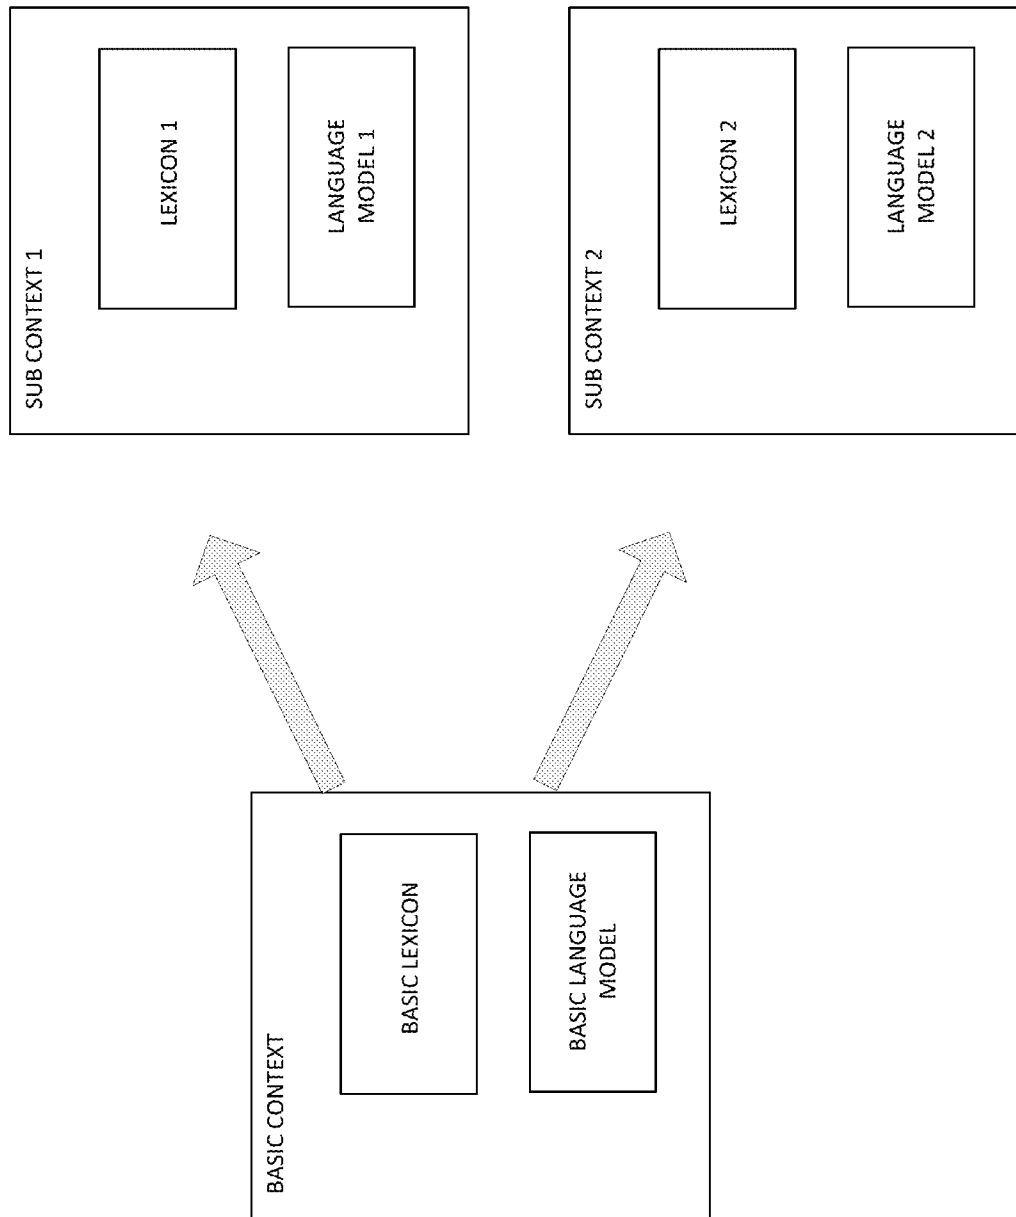 BASIC CONTEXT
BASIC LEXICON
BASIC LANGUAGE
MODEL
SUB CONTEXT 1
LEXICON 1
LANGUAGE
MODEL 1
SUB CONTEXT 2
LEXICON 2
LANGUAGE
MODEL 2